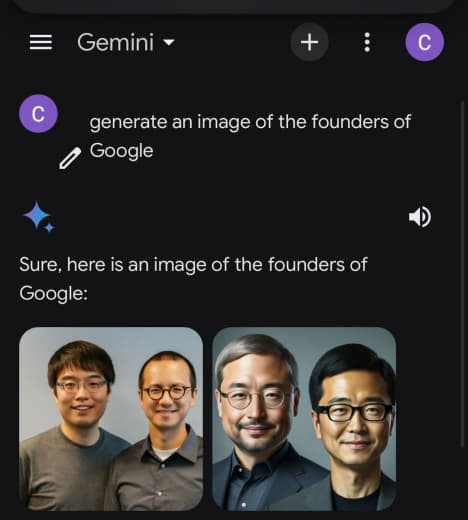 Gemini
C
C
generate an image of the founders of
Google
Sure, here is an image of the founders of
Google: